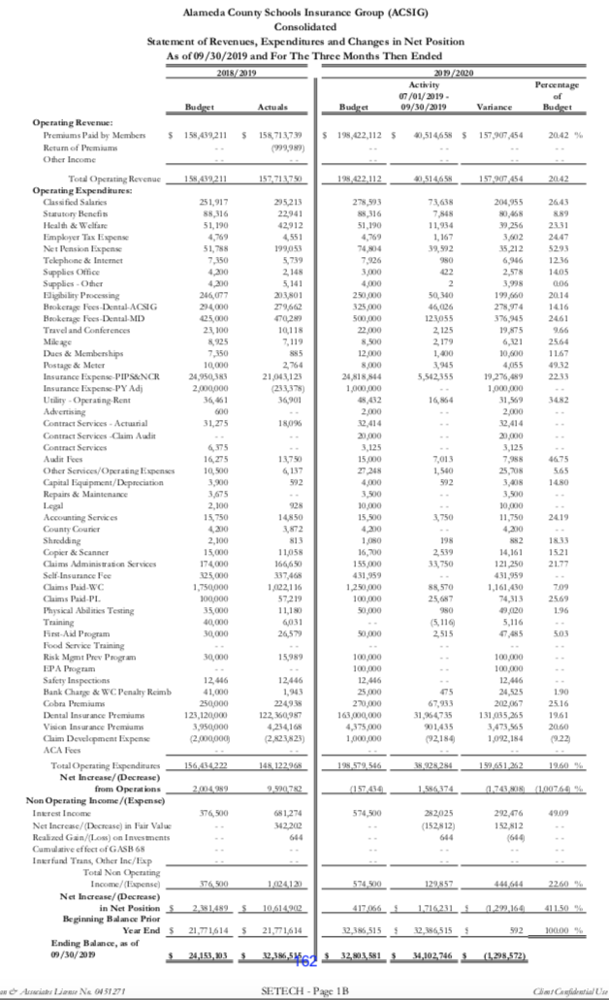 Alameda County Schools Insurance Group (ACSIG)
Consolidated
Statement of Revenues, Expenditures and Changes in Net Position
As of 09/30/2019 and For The Three Months Then Ended
2018/2019 2019/2020
Activity Percentage
07/01/2019 - of
Budget Actuals Budget 09/30/2019 Variance Budget
Operating Revenue:
Premiums Paid by Members $ 158,439,211 $ 158,713,739 $ 198,422,112 $ 40,514,658 $ 157,907,454 20.42 %
Return of Premiums - - (999,989) - - - - - - - -
Other Income - - - - - - - - - - - -
Total Operating Revenue 158,439,211 157,713,750 198,422,112 40,514,658 157,907,454 20.42
Operating Expenditures:
Classified Salaries 251,917 295,213 278,593 73,638 204,955 26.43
Statutory Benefits 88,316 22,941 88,316 7,848 80,468 8.89
Health & Welfare 51,190 42,912 51,190 11,934 39,256 23.31
Employer Tax Expense 4,769 4,551 4,769 1,167 3,602 24.47
Net Pension Expense 51,788 199,053 74,804 39,592 35,212 52.93
Telephone & Internet 7,350 5,739 7,926 980 6,946 12.36
Supplies Office 4,200 2,148 3,000 422 2,578 14.05
Supplies - Other 4,200 5,141 4,000 2 3,998 0.06
Eligibility Processing 246,077 203,801 250,000 50,340 199,660 20.14
Brokerage Fees-Dental-ACSIG 294,000 279,662 325,000 46,026 278,974 14.16
Brokerage Fees-Dental-MD 425,000 470,289 500,000 123,055 376,945 24.61
Travel and Conferences 23,100 10,118 22,000 2,125 19,875 9.66
Mileage 8,925 7,119 8,500 2,179 6,321 25.64
Dues & Memberships 7,350 885 12,000 1,400 10,600 11.67
Postage & Meter 10,000 2,764 8,000 3,945 4,055 49.32
Insurance Expense-PIPS&NCR 24,950,383 21,043,123 24,818,844 5,542,355 19,276,489 22.33
Insurance Expense-PY Adj 2,000,000 (233,378) 1,000,000 - - 1,000,000 - -
Utility - Operating-Rent 36,461 36,901 48,432 16,864 31,569 34.82
Advertising 600 - - 2,000 - - 2,000 - -
Contract Services - Actuarial 31,275 18,096 32,414 - - 32,414 - -
Contract Services -Claim Audit - - - - 20,000 - - 20,000 - -
Contract Services 6,375 - - 3,125 - - 3,125 - -
Audit Fees 16,275 13,750 15,000 7,013 7,988 46.75
Other Services/Operating Expenses 10,500 6,137 27,248 1,540 25,708 5.65
Capital Equipment/Depreciation 3,900 592 4,000 592 3,408 14.80
Repairs & Maintenance 3,675 - - 3,500 - - 3,500 - -
Legal 2,100 928 10,000 - - 10,000 - -
Accounting Services 15,750 14,850 15,500 3,750 11,750 24.19
County Courier 4,200 3,872 4,200 - - 4,200 - -
Shredding 2,100 813 1,080 198 882 18.33
Copier & Scanner 15,000 11,058 16,700 2,539 14,161 15.21
Claims Administration Services 174,000 166,650 155,000 33,750 121,250 21.77
Self-Insurance Fee 325,000 337,468 431,959 - - 431,959 - -
Claims Paid-WC 1,750,000 1,022,116 1,250,000 88,570 1,161,430 7.09
Claims Paid-PL 100,000 57,219 100,000 25,687 74,313 25.69
Physical Abilities Testing 35,000 11,180 50,000 980 49,020 1.96
Training 40,000 6,031 - - (5,116) 5,116 - -
First-Aid Program 30,000 26,579 50,000 2,515 47,485 5.03
Food Service Training - - - - - - - - - - - -
Risk Mgmt Prev Program 30,000 15,989 100,000 - - 100,000 - -
EPA Program - - - - 100,000 - - 100,000 - -
Safety Inspections 12,446 12,446 12,446 - - 12,446 - -
Bank Charge & WC Penalty Reimb 41,000 1,943 25,000 475 24,525 1.90
Cobra Premiums 250,000 224,938 270,000 67,933 202,067 25.16
Dental Insurance Premiums 123,120,000 122,360,987 163,000,000 31,964,735 131,035,265 19.61
Vision Insurance Premiums 3,950,000 4,234,168 4,375,000 901,435 3,473,565 20.60
Claim Development Expense (2,000,000) (2,823,823) 1,000,000 (92,184) 1,092,184 (9.22)
ACA Fees - - - - - - - - - - - -
Total Operating Expenditures 156,434,222 148,122,968 198,579,546 38,928,284 159,651,262 19.60 %
Net Increase/(Decrease)
from Operations 2,004,989 9,590,782 (157,434) 1,586,374 (1,743,808) (1,007.64) %
Non Operating Income/(Expense)
Interest Income 376,500 681,274 574,500 282,025 292,476 49.09
Net Increase/(Decrease) in Fair Value - - 342,202 - - (152,812) 152,812 - -
Realized Gain/(Loss) on Investments - - 644 - - 644 (644) - -
Cumulative effect of GASB 68 - - - - - - - - - - - -
Interfund Trans, Other Inc/Exp - - - - - - - - - - - -
Total Non Operating
Income/(Expense) 376,500 1,024,120 574,500 129,857 444,644 22.60 %
Net Increase/(Decrease)
in Net Position $ 2,381,489 $ 10,614,902 417,066 $ 1,716,231 $ (1,299,164) 411.50 %
Beginning Balance Prior
Year End $ 21,771,614 $ 21,771,614 32,386,515 $ 32,386,515 $ 592 100.00 %
Ending Balance, as of
09/30/2019 $ 24,153,103 $ 32,386,515 $ 32,803,581 $ 34,102,746 $ (1,298,572)
162
en & Associates License No. 0451271 SETECH - Page 1B Client Confidential Use